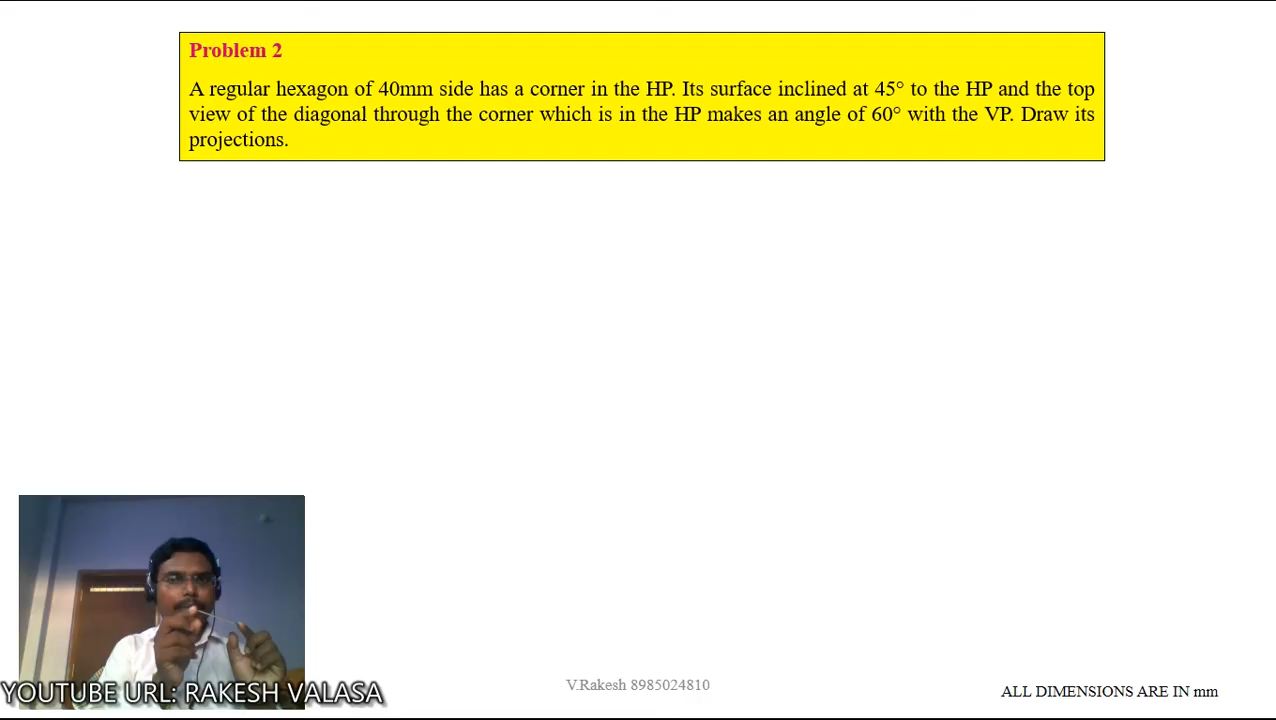 Problem 2
A regular hexagon of 40mm side has a corner in the HP. Its surface inclined at 45° to the HP and the top
view of the diagonal through the corner which is in the HP makes an angle of 60° with the VP. Draw its
projections.
YOUTUBE URL: RAKESH VALASA
V.Rakesh 8985024810
ALL DIMENSIONS ARE IN mm